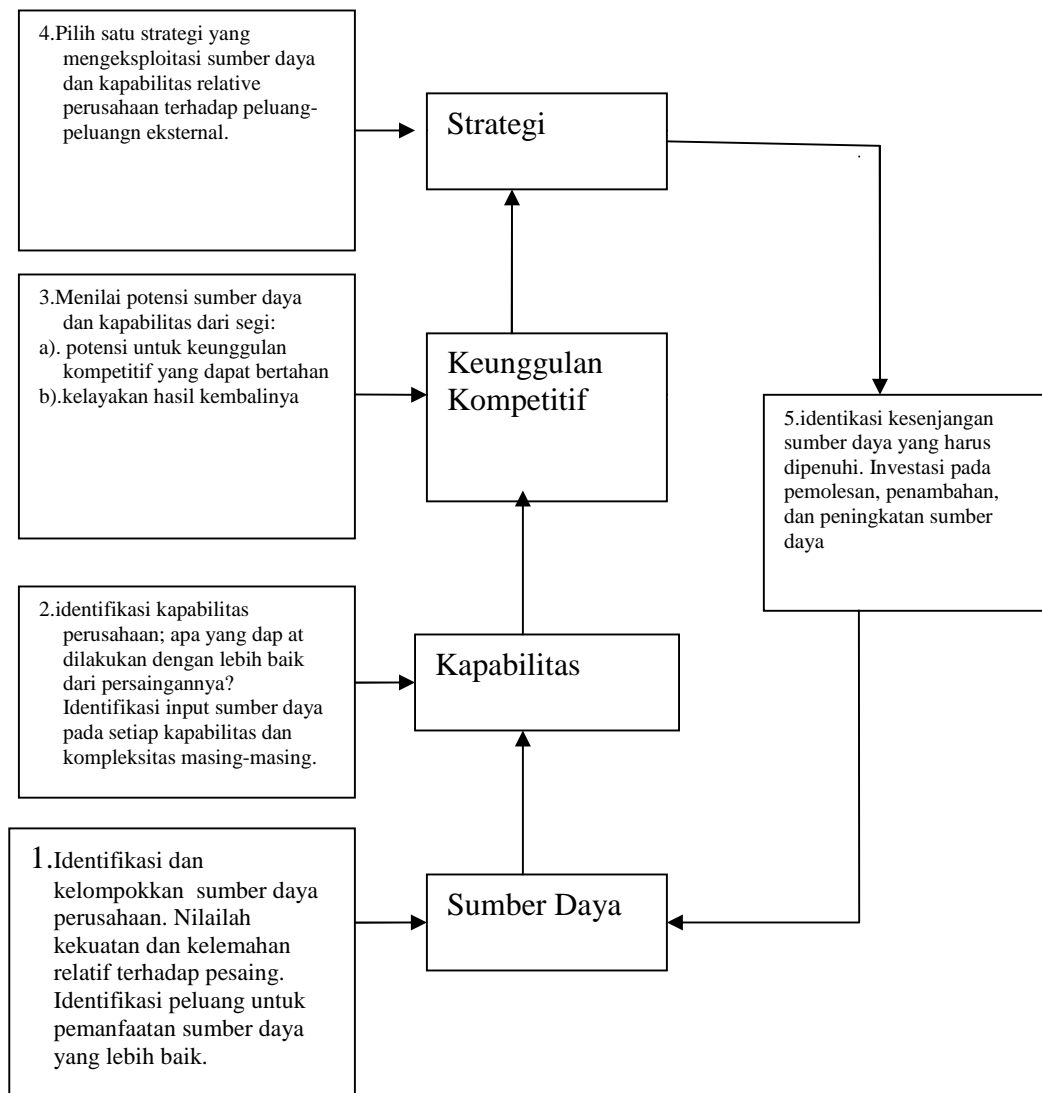 4.Pilih satu strategi yang
mengeksploitasi sumber daya
dan kapabilitas relative
perusahaan terhadap peluang-
peluangn eksternal.
Strategi
3.Menilai potensi sumber daya
dan kapabilitas dari segi:
a). potensi untuk keunggulan
kompetitif yang dapat bertahan
b).kelayakan hasil kembalinya
Keunggulan
Kompetitif
5.identikasi kesenjangan
sumber daya yang harus
dipenuhi. Investasi pada
pemolesan, penambahan,
dan peningkatan sumber
daya
2.identifikasi kapabilitas
perusahaan; apa yang dap at
dilakukan dengan lebih baik
dari persaingannya?
Identifikasi input sumber daya
pada setiap kapabilitas dan
kompleksitas masing-masing.
Kapabilitas
1.Identifikasi dan
kelompokkan sumber daya
perusahaan. Nilailah
kekuatan dan kelemahan
relatif terhadap pesaing.
Identifikasi peluang untuk
pemanfaatan sumber daya
yang lebih baik.
Sumber Daya